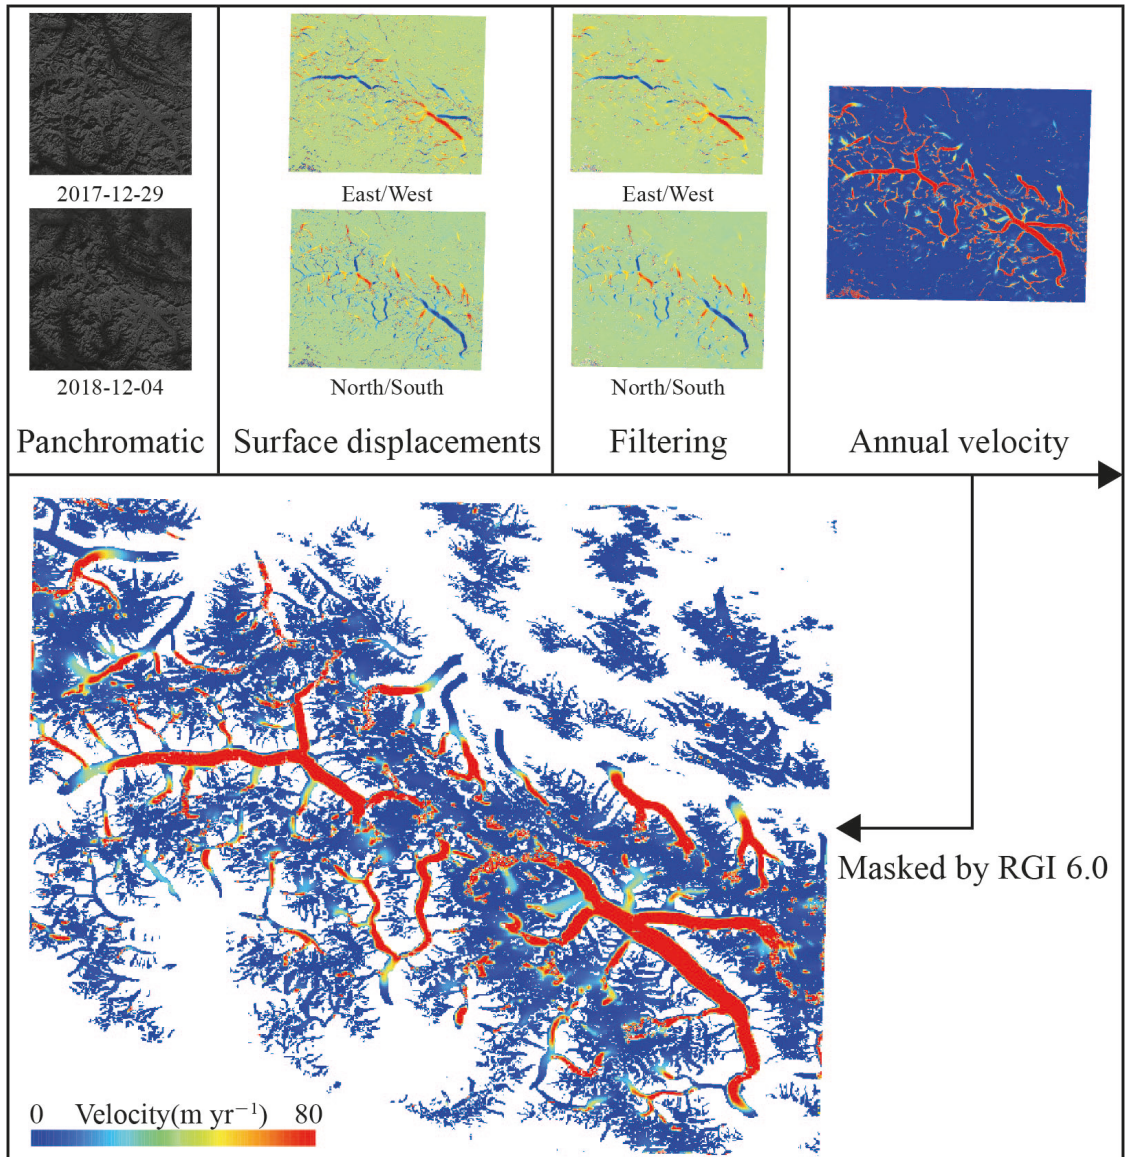 2017-12-29
East/West
East/West
2018-12-04
North/South
North/South
Panchromatic
Surface displacements
Filtering
Annual velocity
Masked by RGI 6.0
0 Velocity(m yr⁻¹) 80